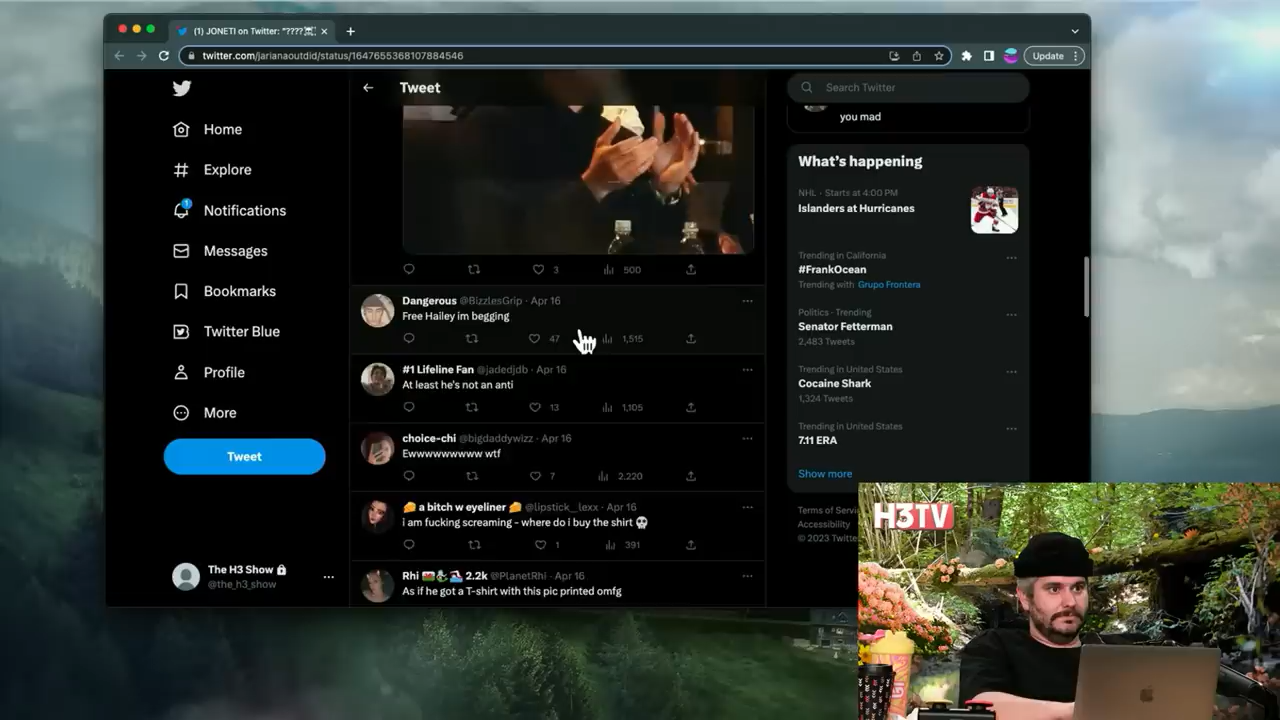 (1) JONETI on Twitter: "????
twitter.com/jarianaoutdid/status/1647655368107884546
Update
Home
Explore
1
Notifications
Messages
Bookmarks
Twitter Blue
Profile
More
Tweet
The H3 Show
@the_h3_show
Tweet
3
500
Dangerous @BizzlesGrip · Apr 16
Free Hailey im begging
47
1,515
#1 Lifeline Fan @jadedjdb · Apr 16
At least he's not an anti
13
1,105
choice-chi @bigdaddywizz · Apr 16
Ewwwwwwwww wtf
7
2,220
🧀 a bitch w eyeliner 🧀 @lipstick__lexx · Apr 16
i am fucking screaming - where do i buy the shirt 💀
1
391
Rhi 2.2k @PlanetRhi · Apr 16
As if he got a T-shirt with this pic printed omfg
Search Twitter
you mad
What's happening
NHL · Starts at 4:00 PM
Islanders at Hurricanes
Trending in California
#FrankOcean
Trending with Grupo Frontera
Politics · Trending
Senator Fetterman
2,483 Tweets
Trending in United States
Cocaine Shark
1,324 Tweets
Trending in United States
7.11 ERA
Show more
Terms of Servi
Accessibility
© 2023 Twitte
H3TV